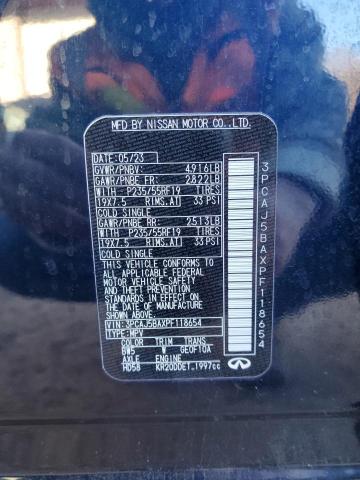 MFD BY NISSAN MOTOR CO., LTD.
DATE: 05/23
GVWR/PNBV: 4916LB
GAWR/PNBE FR: 2822LB
WITH P235/55RF19 TIRES
19X7.5 RIMS.AT 33 PSI
COLD SINGLE
GAWR/PNBE RR: 2513LB
WITH P235/55RF19 TIRES
19X7.5 RIMS.AT 33 PSI
COLD SINGLE
THIS VEHICLE CONFORMS
TO ALL APPLICABLE FEDERAL
MOTOR VEHICLE SAFETY,
BUMPER, AND THEFT PREVENTION
STANDARDS IN EFFECT ON THE
DATE OF MANUFACTURE
SHOWN ABOVE.
VIN: 3PCAJ5BAXPF118654
TYPE: MPV
COLOR TRIM TRANS
BW5 W GEOF10A
AXLE ENGINE
HD58 KR20DDET 1997cc
3PCAJ5BAXPF118654